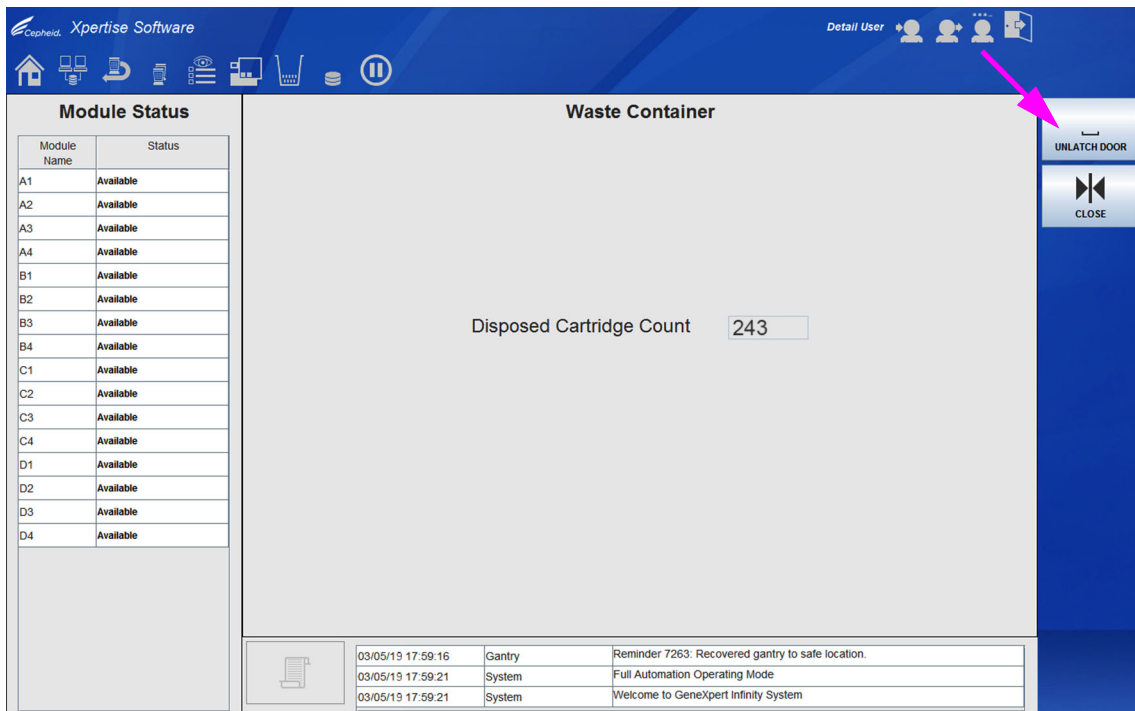 Cepheid. Xpertise Software
Detail User
Module Status
Module Name Status
A1 Available
A2 Available
A3 Available
A4 Available
B1 Available
B2 Available
B3 Available
B4 Available
C1 Available
C2 Available
C3 Available
C4 Available
D1 Available
D2 Available
D3 Available
D4 Available
Waste Container
Disposed Cartridge Count 243
UNLATCH DOOR
CLOSE
03/05/19 17:59:16 Gantry Reminder 7263: Recovered gantry to safe location.
03/05/19 17:59:21 System Full Automation Operating Mode
03/05/19 17:59:21 System Welcome to GeneXpert Infinity System